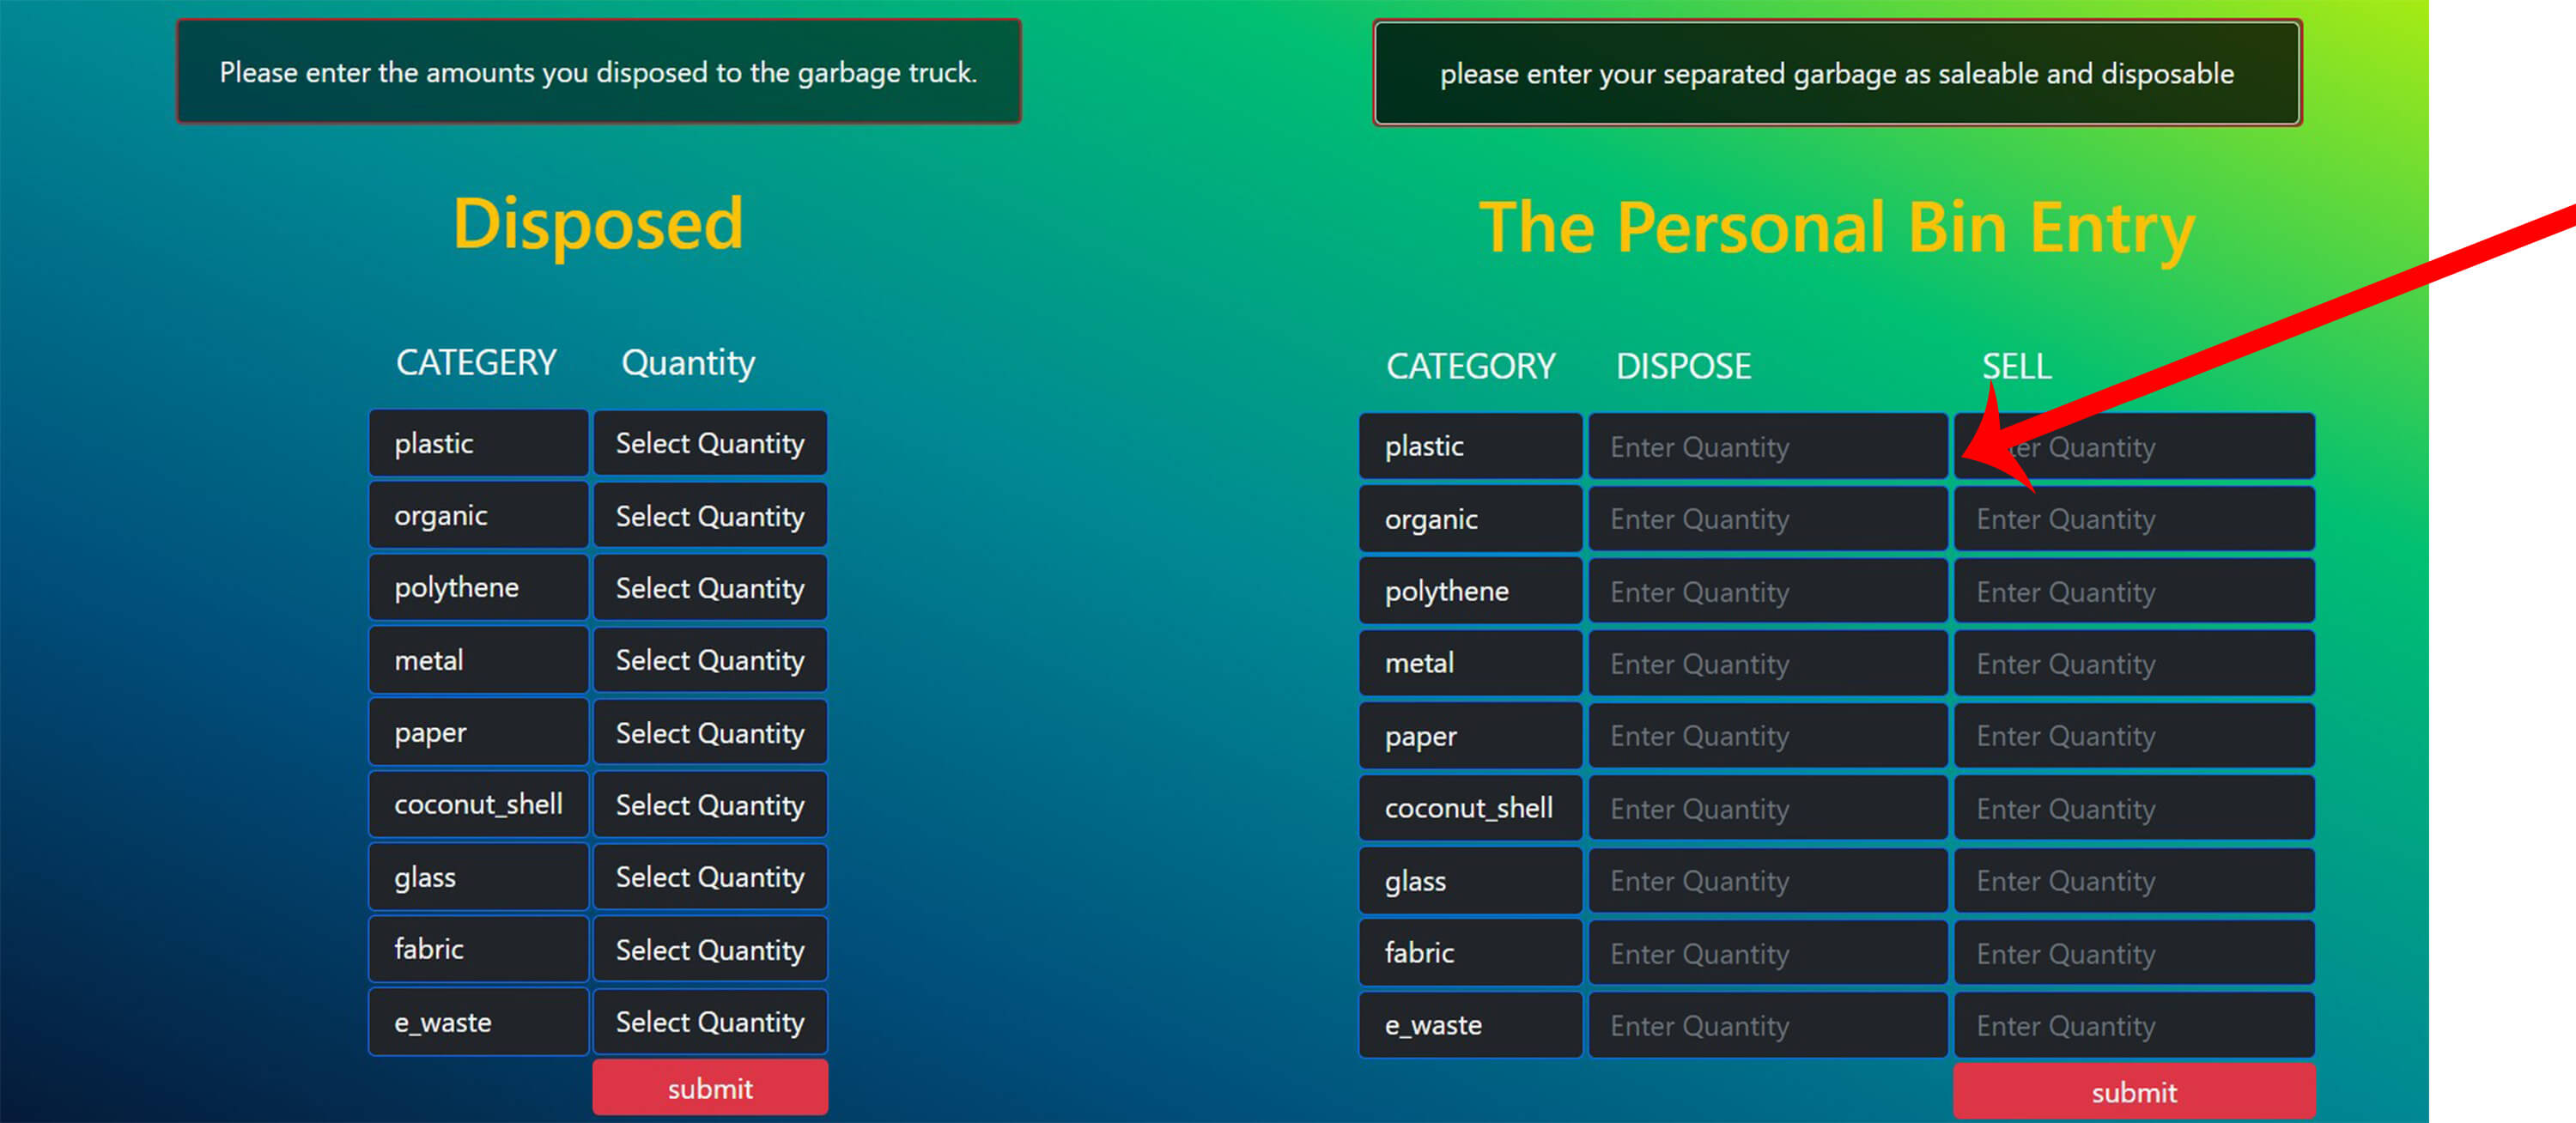 Please enter the amounts you disposed to the garbage truck.
Disposed
CATEGERY Quantity
plastic Select Quantity
organic Select Quantity
polythene Select Quantity
metal Select Quantity
paper Select Quantity
coconut_shell Select Quantity
glass Select Quantity
fabric Select Quantity
e_waste Select Quantity
submit
please enter your separated garbage as saleable and disposable
The Personal Bin Entry
CATEGORY DISPOSE SELL
plastic Enter Quantity Quantity
organic Enter Quantity Enter Quantity
polythene Enter Quantity Enter Quantity
metal Enter Quantity Enter Quantity
paper Enter Quantity Enter Quantity
coconut_shell Enter Quantity Enter Quantity
glass Enter Quantity Enter Quantity
fabric Enter Quantity Enter Quantity
e_waste Enter Quantity Enter Quantity
submit